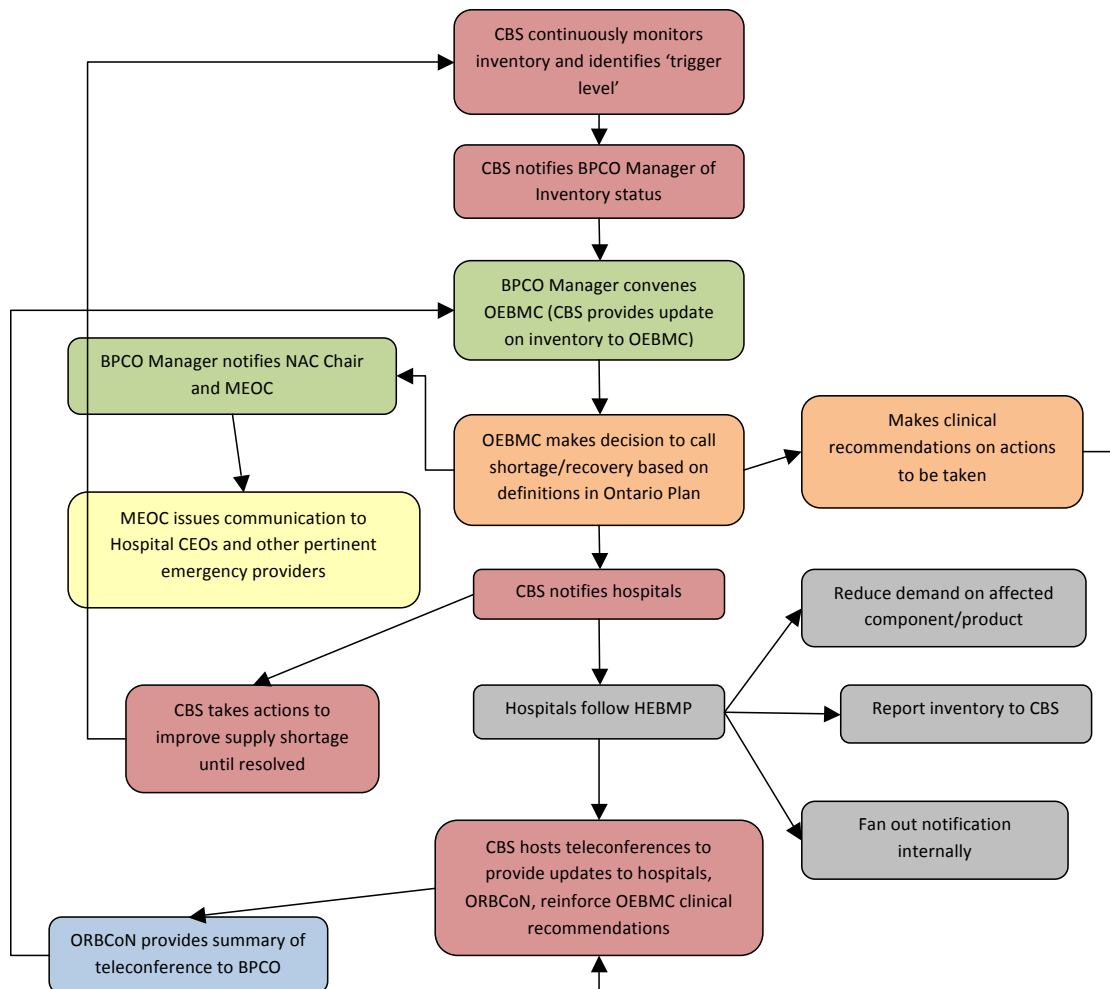 CBS continuously monitors
inventory and identifies ‘trigger
level’
CBS notifies BPCO Manager of
Inventory status
BPCO Manager convenes
OEBMC (CBS provides update
on inventory to OEBMC)
BPCO Manager notifies NAC Chair
and MEOC
OEBMC makes decision to call
shortage/recovery based on
definitions in Ontario Plan
Makes clinical
recommendations on actions
to be taken
MEOC issues communication to
Hospital CEOs and other pertinent
emergency providers
CBS notifies hospitals
Reduce demand on affected
component/product
CBS takes actions to
improve supply shortage
until resolved
Hospitals follow HEBMP
Report inventory to CBS
Fan out notification
internally
CBS hosts teleconferences to
provide updates to hospitals,
ORBCoN, reinforce OEBMC clinical
recommendations
ORBCoN provides summary of
teleconference to BPCO